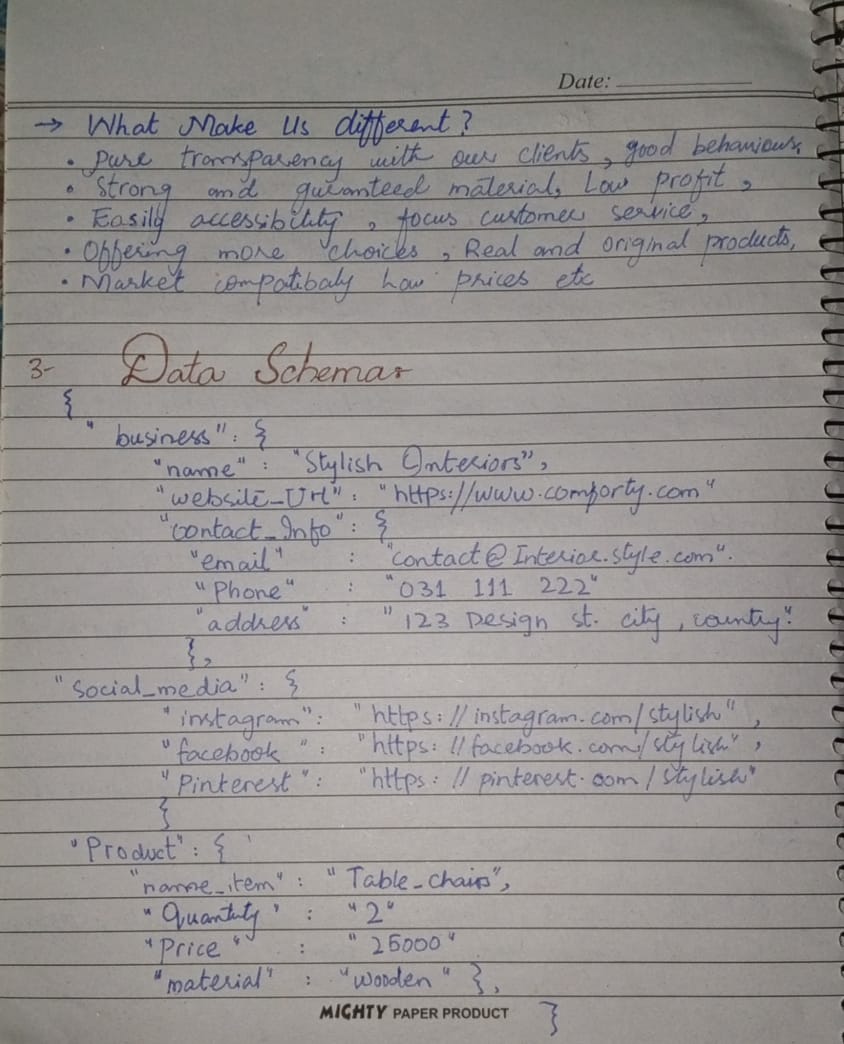 Date:
→ What Make Us different?
• Pure transparency with our clients, good behaviour,
• Strong and guranteed material, Low profit,
• Easily accessibility, focus customer service,
• Offering more choices, Real and original products,
• Market compatibaly how prices etc
3- Data Schemas
{
"business": {
"name" : "Stylish Interiors",
"website_Url" : "https://www.comforty.com"
"contact_Info" : {
"email" : "contact@Interior.style.com".
"Phone" : "031 111 222"
"address" : "123 Design st. city, country."
},
"social_media" : {
"instagram": "https://instagram.com/stylish",
"facebook": "https://facebook.com/stylish",
"Pinterest": "https://pinterest.com/stylish"
}
"Product" : {
"name_item" : "Table_chairs",
"Quantuty" : "2"
"Price" : "25000"
"material" : "wooden" },
MIGHTY PAPER PRODUCT
}